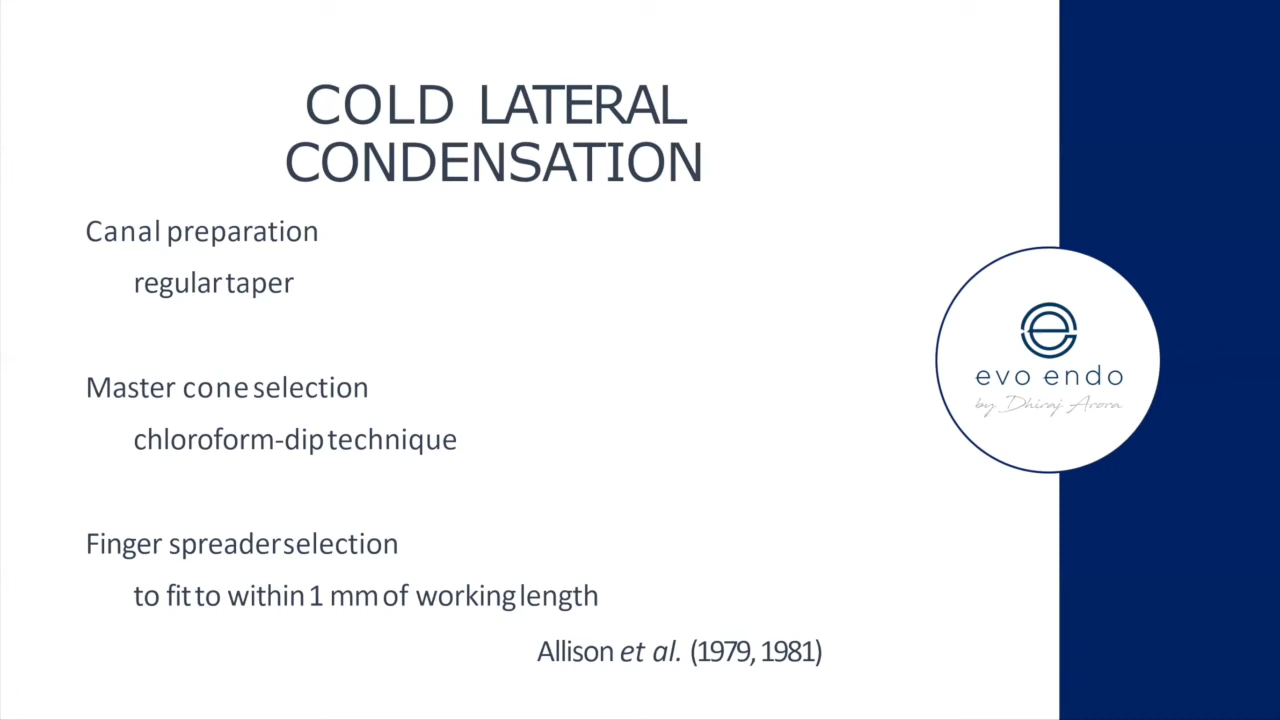 COLD LATERAL
CONDENSATION
Canal preparation
regular taper
Master cone selection
chloroform-dip technique
Finger spreader selection
to fit to within 1 mm of working length
Allison et al. (1979, 1981)
evo endo
by Dhiraj Arora